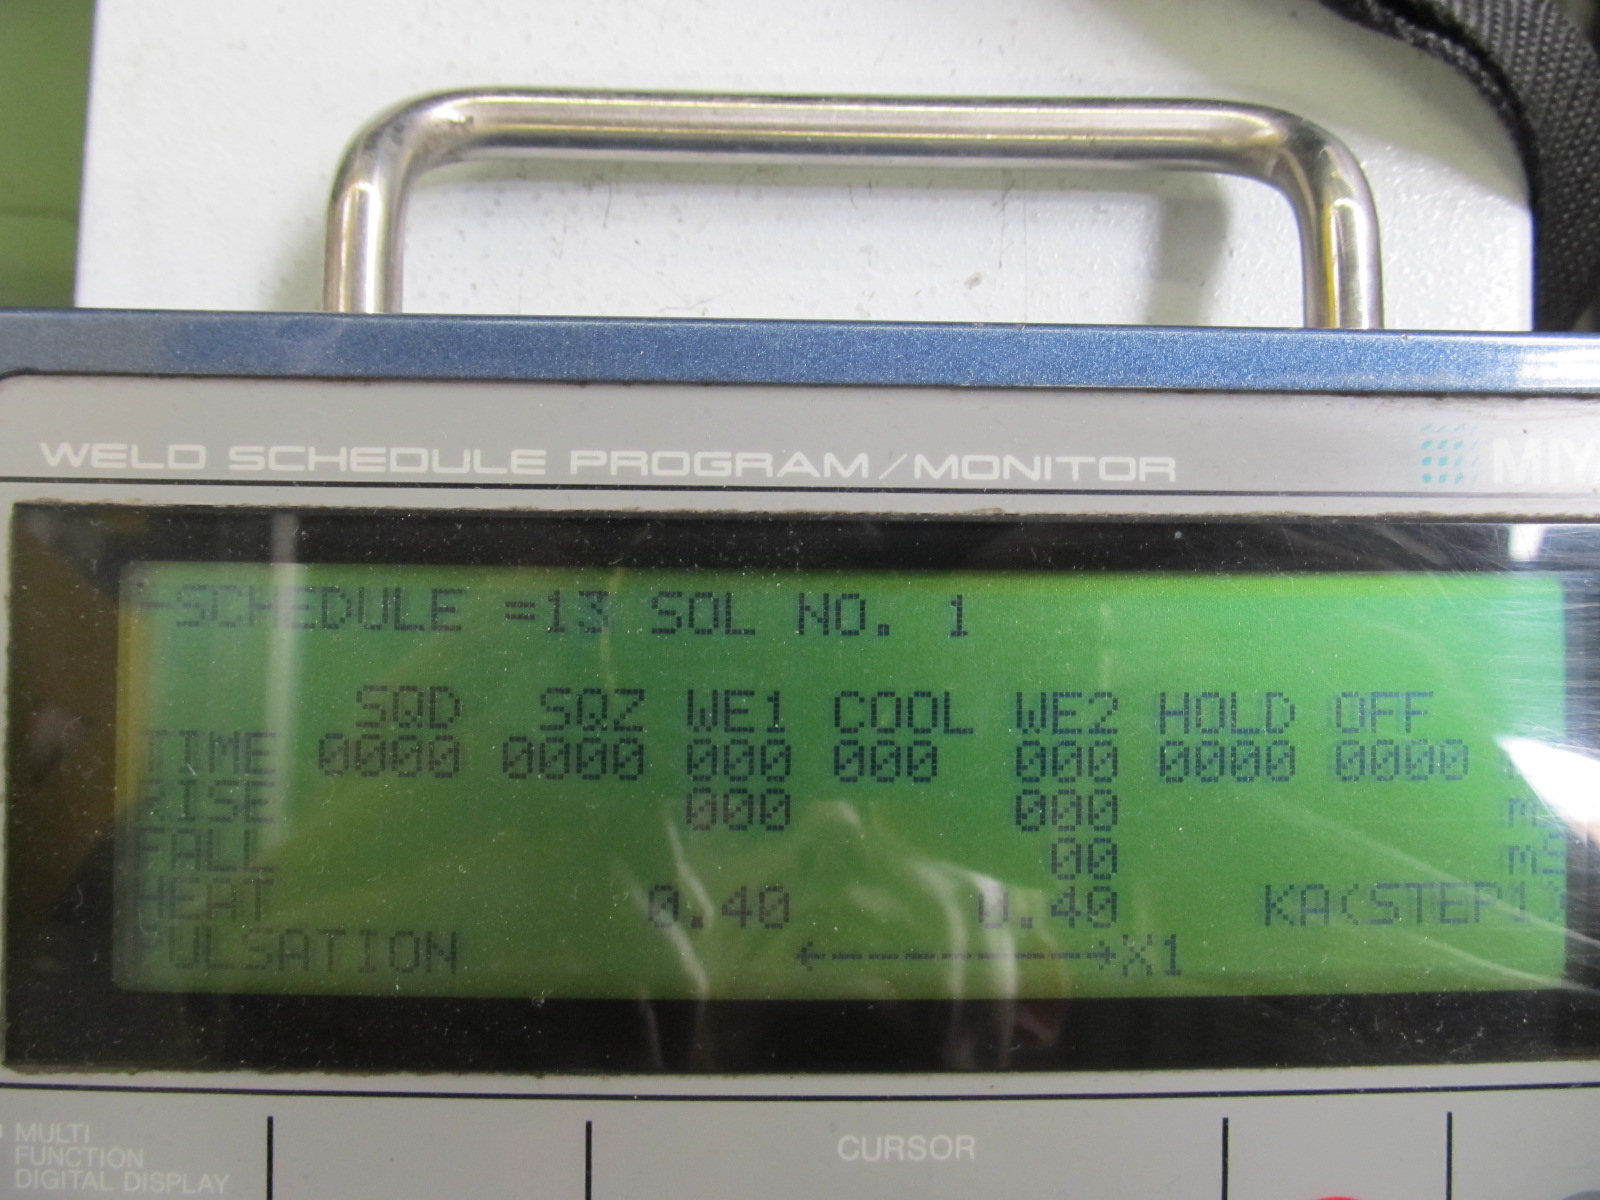 WELD SCHEDULE PROGRAM/MONITOR
MIY
-SCHEDULE =13 SOL NO. 1
SQD SQZ WE1 COOL WE2 HOLD OFF
TIME 0000 0000 000 000 000 0000 0000 m
RISE 000 000 m
FALL 00 mS
HEAT 0.40 0.40 KA(STEP1)
PULSATION ←-------→X1
MULTI
FUNCTION
DIGITAL DISPLAY
CURSOR